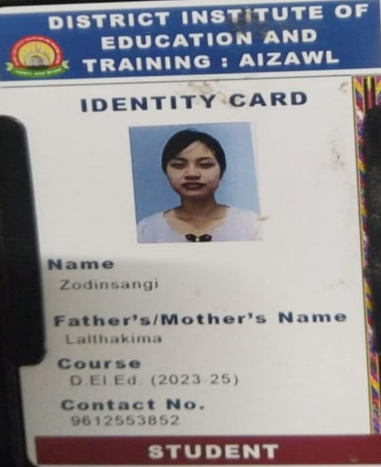 DISTRICT INSTITUTE OF
EDUCATION AND
TRAINING : AIZAWL
IDENTITY CARD
Name
Zodinsangi
Father's/Mother's Name
Lalthakima
Course
D.El.Ed. (2023-25)
Contact No.
9612553852
STUDENT